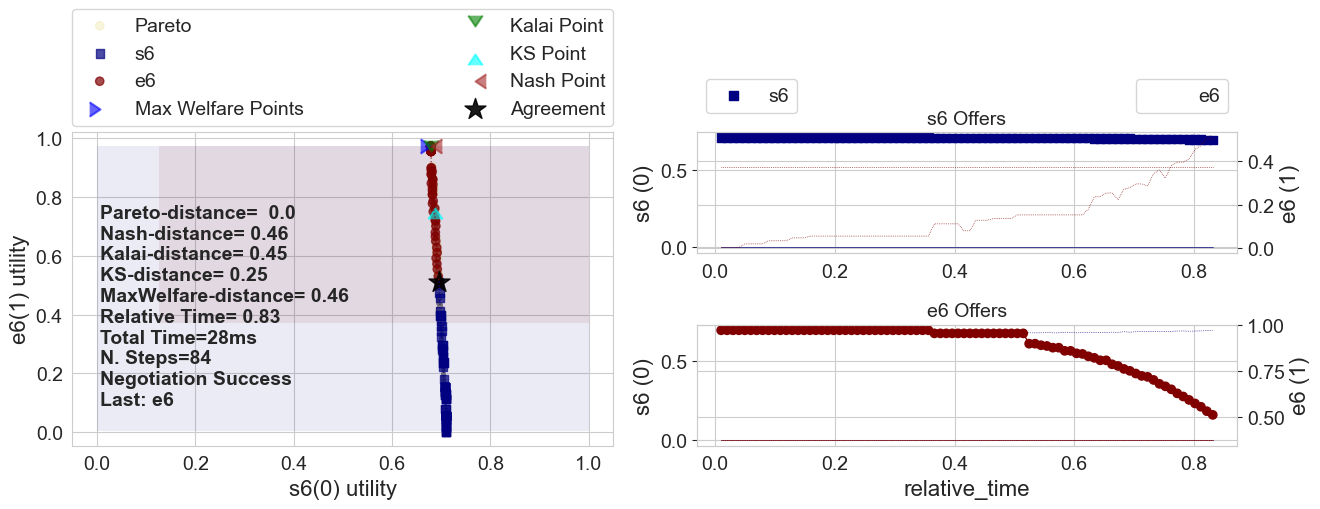 Pareto
s6
e6
Max Welfare Points
Kalai Point
KS Point
Nash Point
Agreement
1.0
0.8
0.6
0.4
0.2
0.0
e6(1) utility
Pareto-distance=  0.0
Nash-distance= 0.46
Kalai-distance= 0.45
KS-distance= 0.25
MaxWelfare-distance= 0.46
Relative Time= 0.83
Total Time=28ms
N. Steps=84
Negotiation Success
Last: e6
0.0 0.2 0.4 0.6 0.8 1.0
s6(0) utility
s6
e6
s6 Offers
s6 (0)
0.5
0.0
0.4
0.2
0.0
e6 (1)
0.0 0.2 0.4 0.6 0.8
e6 Offers
s6 (0)
0.5
0.0
1.00
0.75
0.50
e6 (1)
0.0 0.2 0.4 0.6 0.8
relative_time